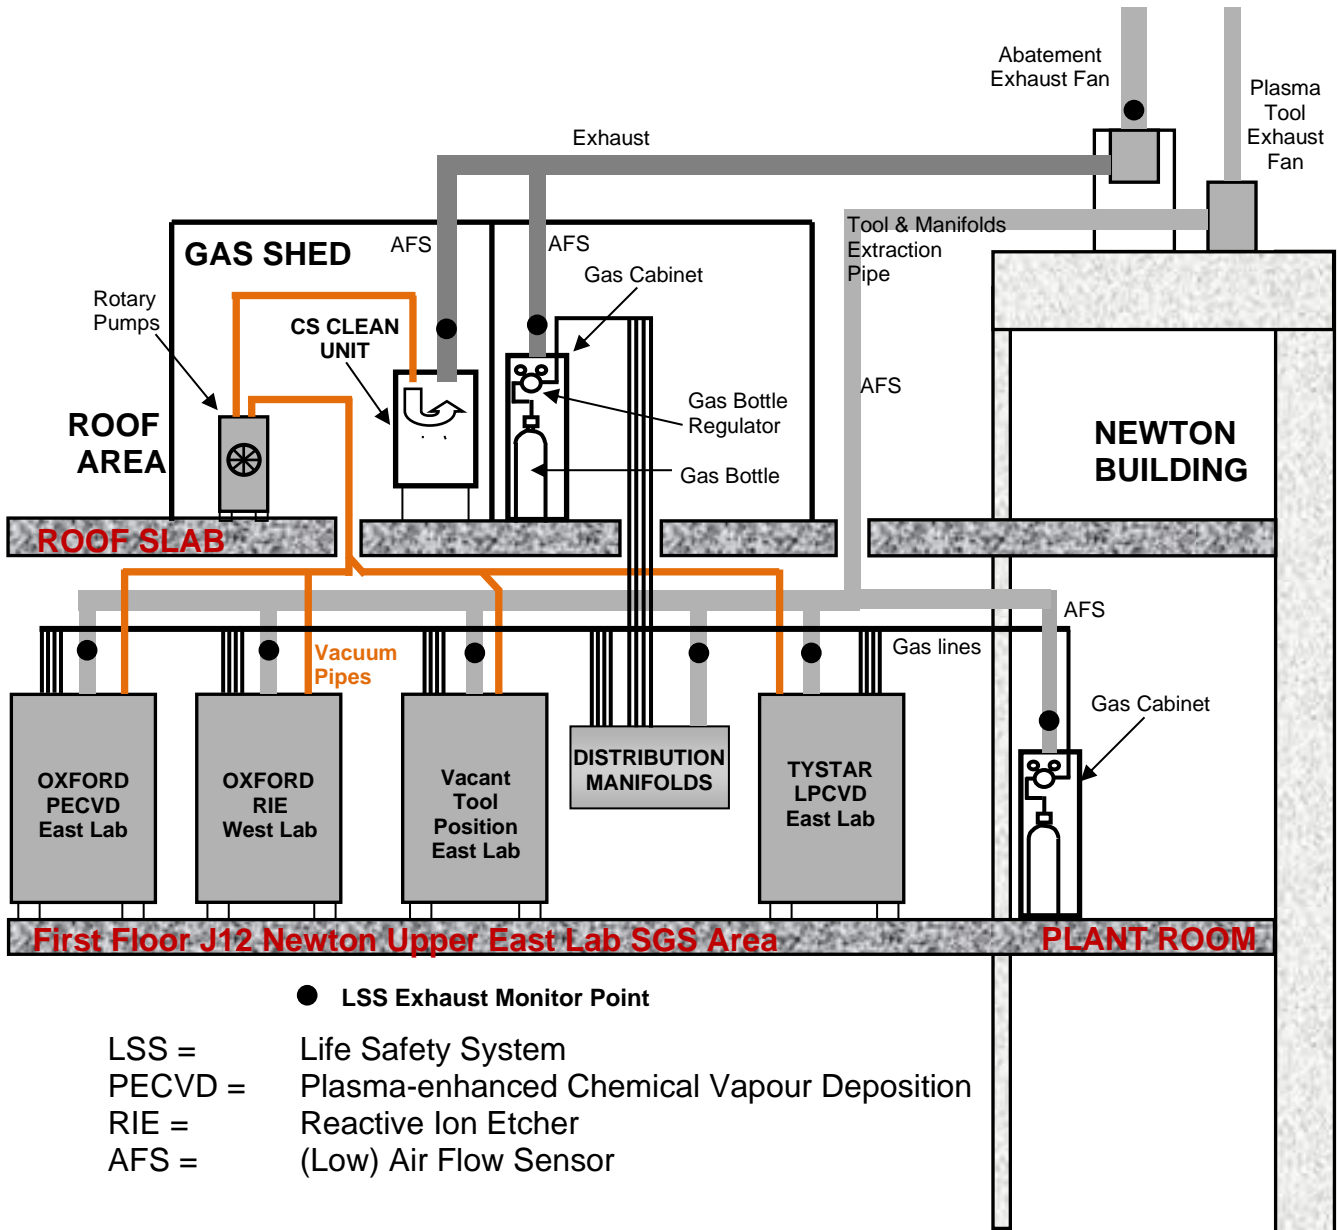 Abatement
Exhaust Fan
Plasma
Tool
Exhaust
Fan
Exhaust
Tool & Manifolds
Extraction
Pipe
GAS SHED
AFS
AFS
Gas Cabinet
Rotary
Pumps
CS CLEAN
UNIT
AFS
Gas Bottle
Regulator
ROOF
AREA
NEWTON
BUILDING
Gas Bottle
ROOF SLAB
AFS
Gas lines
Vacuum
Pipes
Gas Cabinet
OXFORD
PECVD
East Lab
OXFORD
RIE
West Lab
Vacant
Tool
Position
East Lab
DISTRIBUTION
MANIFOLDS
TYSTAR
LPCVD
East Lab
First Floor J12 Newton Upper East Lab SGS Area
PLANT ROOM
LSS Exhaust Monitor Point
LSS = Life Safety System
PECVD = Plasma-enhanced Chemical Vapour Deposition
RIE = Reactive Ion Etcher
AFS = (Low) Air Flow Sensor